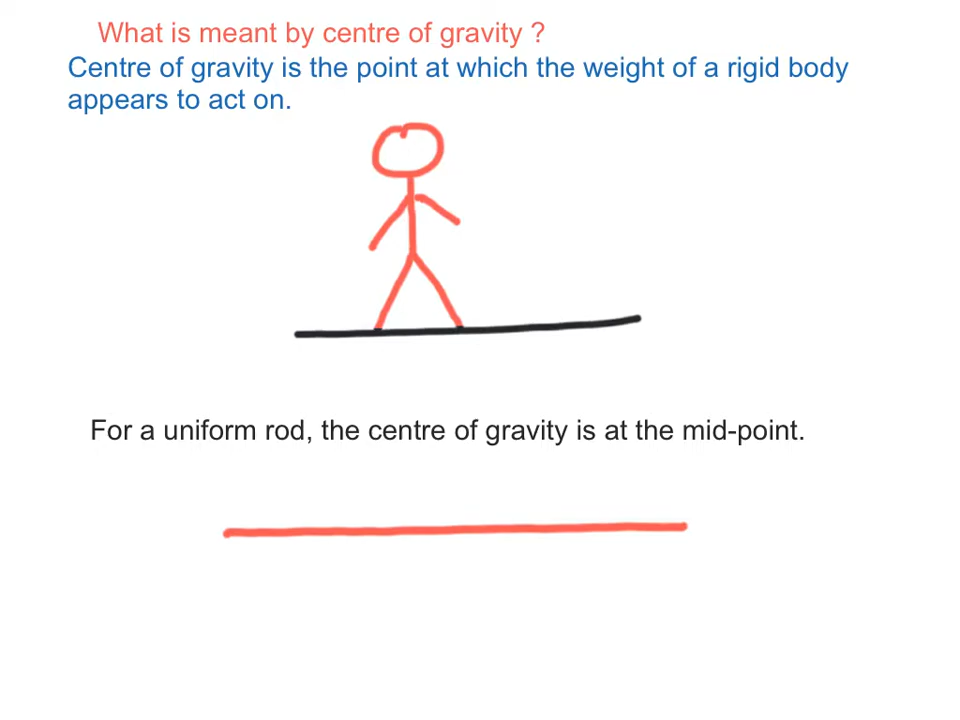 What is meant by centre of gravity ?
Centre of gravity is the point at which the weight of a rigid body
appears to act on.
For a uniform rod, the centre of gravity is at the mid-point.